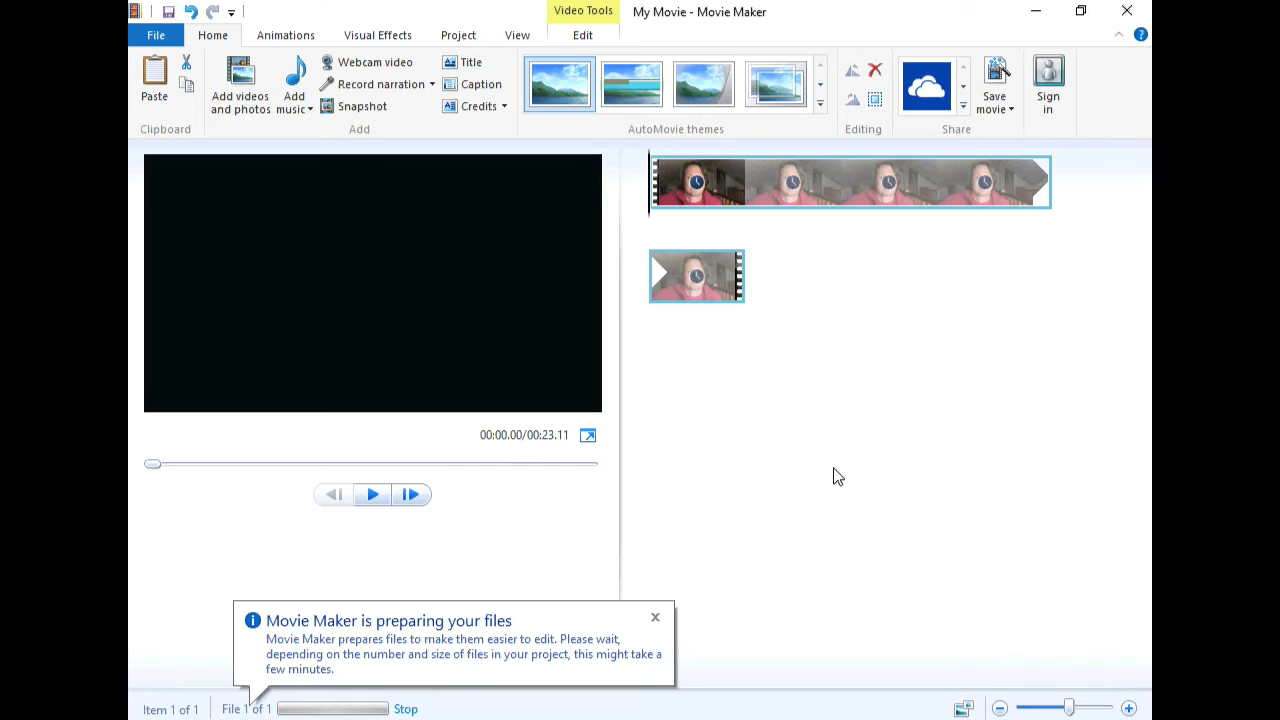 Video Tools
My Movie - Movie Maker
File
Home
Animations
Visual Effects
Project
View
Edit
Paste
Clipboard
Add videos
and photos
Add
music
Webcam video
Record narration
Snapshot
Title
Caption
Credits
Add
AutoMovie themes
Editing
Save
movie
Share
Sign
in
00:00.00/00:23.11
Movie Maker is preparing your files
Movie Maker prepares files to make them easier to edit. Please wait,
depending on the number and size of files in your project, this might take a
few minutes.
Item 1 of 1
File 1 of 1
Stop